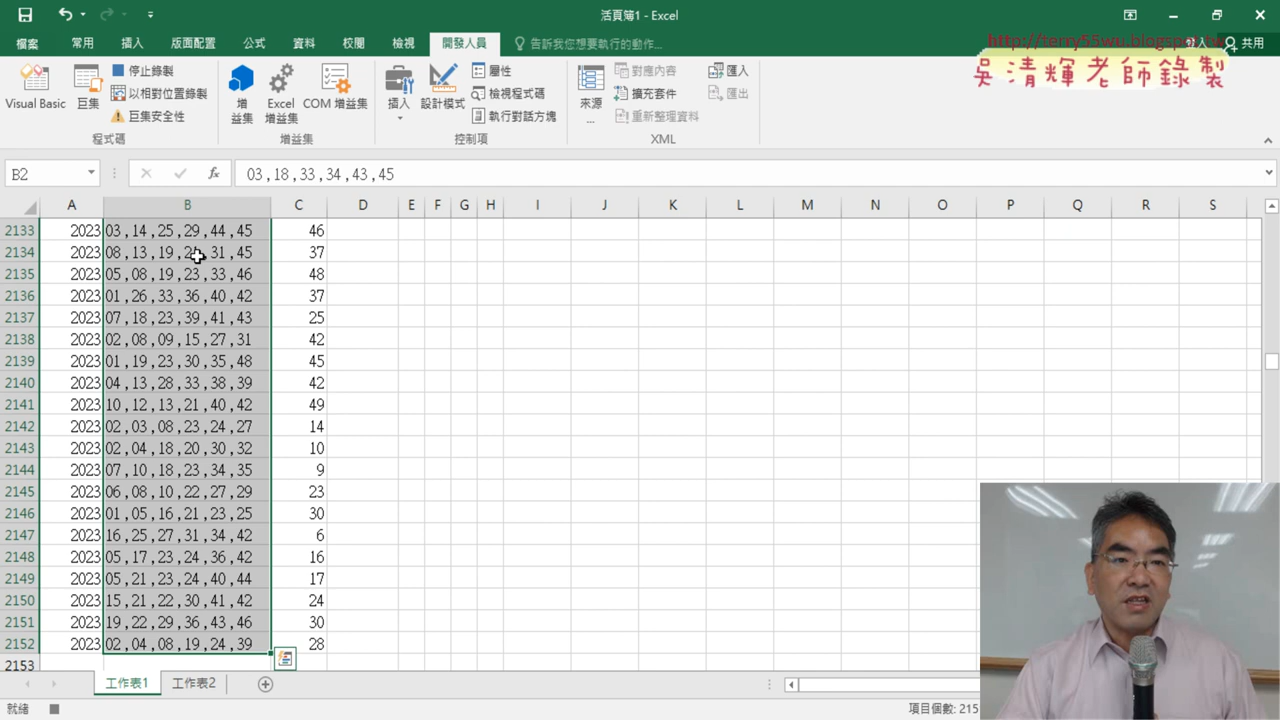 活頁簿1 - Excel
http://terry55wu.blogspot.tw
登入 共用
檔案 常用 插入 版面配置 公式 資料 校閱 檢視 開發人員 告訴我您想要執行的動作...
吳清輝老師錄製
Visual Basic 巨集 停止錄製 以相對位置錄製 巨集安全性
增益集 Excel 增益集 COM 增益集
插入 設計模式 屬性 檢視程式碼 執行對話方塊
來源... 對應內容 擴充套件 重新整理資料 匯入 匯出
程式碼 增益集 控制項 XML
B2 fx 03 , 18 , 33 , 34 , 43 , 45
A B C D E F G H I J K L M N O P Q R S
2133 2023 03 , 14 , 25 , 29 , 44 , 45 46
2134 2023 08 , 13 , 19 , , 31 , 45 37
2135 2023 05 , 08 , 19 , 23 , 33 , 46 48
2136 2023 01 , 26 , 33 , 36 , 40 , 42 37
2137 2023 07 , 18 , 23 , 39 , 41 , 43 25
2138 2023 02 , 08 , 09 , 15 , 27 , 31 42
2139 2023 01 , 19 , 23 , 30 , 35 , 48 45
2140 2023 04 , 13 , 28 , 33 , 38 , 39 42
2141 2023 10 , 12 , 13 , 21 , 40 , 42 49
2142 2023 02 , 03 , 08 , 23 , 24 , 27 14
2143 2023 02 , 04 , 18 , 20 , 30 , 32 10
2144 2023 07 , 10 , 18 , 23 , 34 , 35 9
2145 2023 06 , 08 , 10 , 22 , 27 , 29 23
2146 2023 01 , 05 , 16 , 21 , 23 , 25 30
2147 2023 16 , 25 , 27 , 31 , 34 , 42 6
2148 2023 05 , 17 , 23 , 24 , 36 , 42 16
2149 2023 05 , 21 , 23 , 24 , 40 , 44 17
2150 2023 15 , 21 , 22 , 30 , 41 , 42 24
2151 2023 19 , 22 , 29 , 36 , 43 , 46 30
2152 2023 02 , 04 , 08 , 19 , 24 , 39 28
2153
工作表1 工作表2
就緒 項目個數: 215